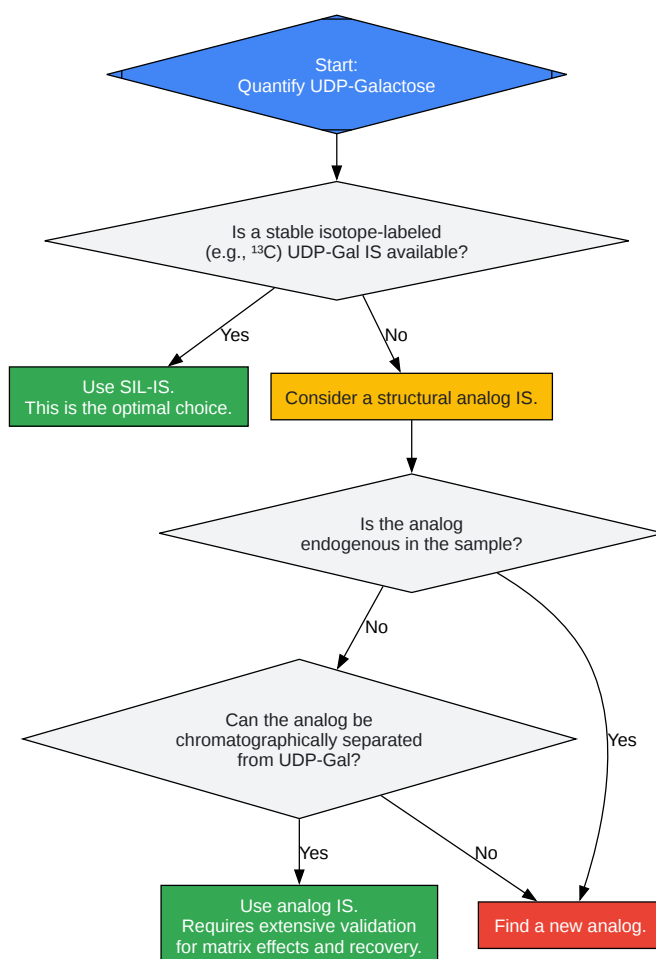 Start:
Quantify UDP-Galactose
Is a stable isotope-labeled
(e.g., ¹³C) UDP-Gal IS available?
Yes
No
Use SIL-IS.
This is the optimal choice.
Consider a structural analog IS.
Is the analog
endogenous in the sample?
No
Yes
Can the analog be
chromatographically separated
from UDP-Gal?
Yes
No
Use analog IS.
Requires extensive validation
for matrix effects and recovery.
Find a new analog.